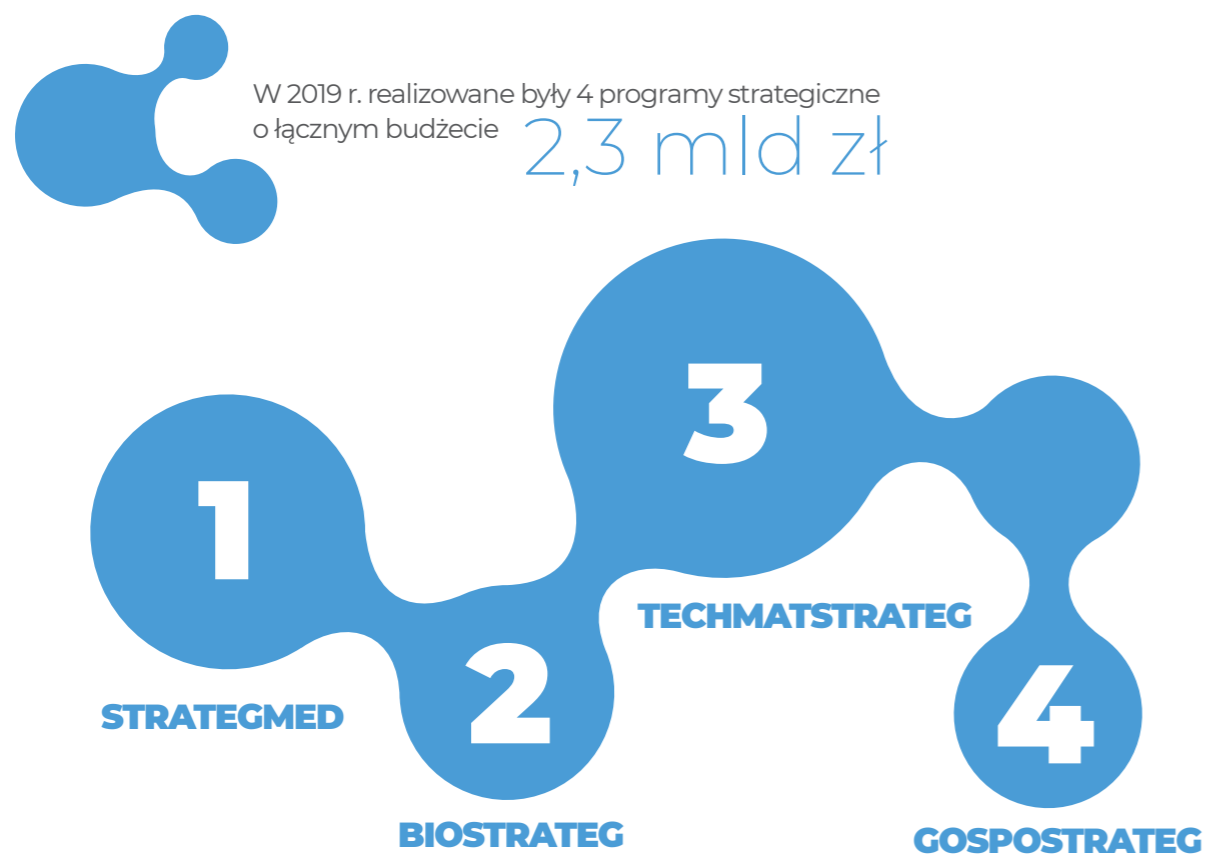 W 2019 r. realizowane były 4 programy strategiczne
o łącznym budżecie 2,3 mld zł
1
STRATEGMED
2
BIOSTRATEG
3
TECHMATSTRATEG
4
GOSPOSTRATEG